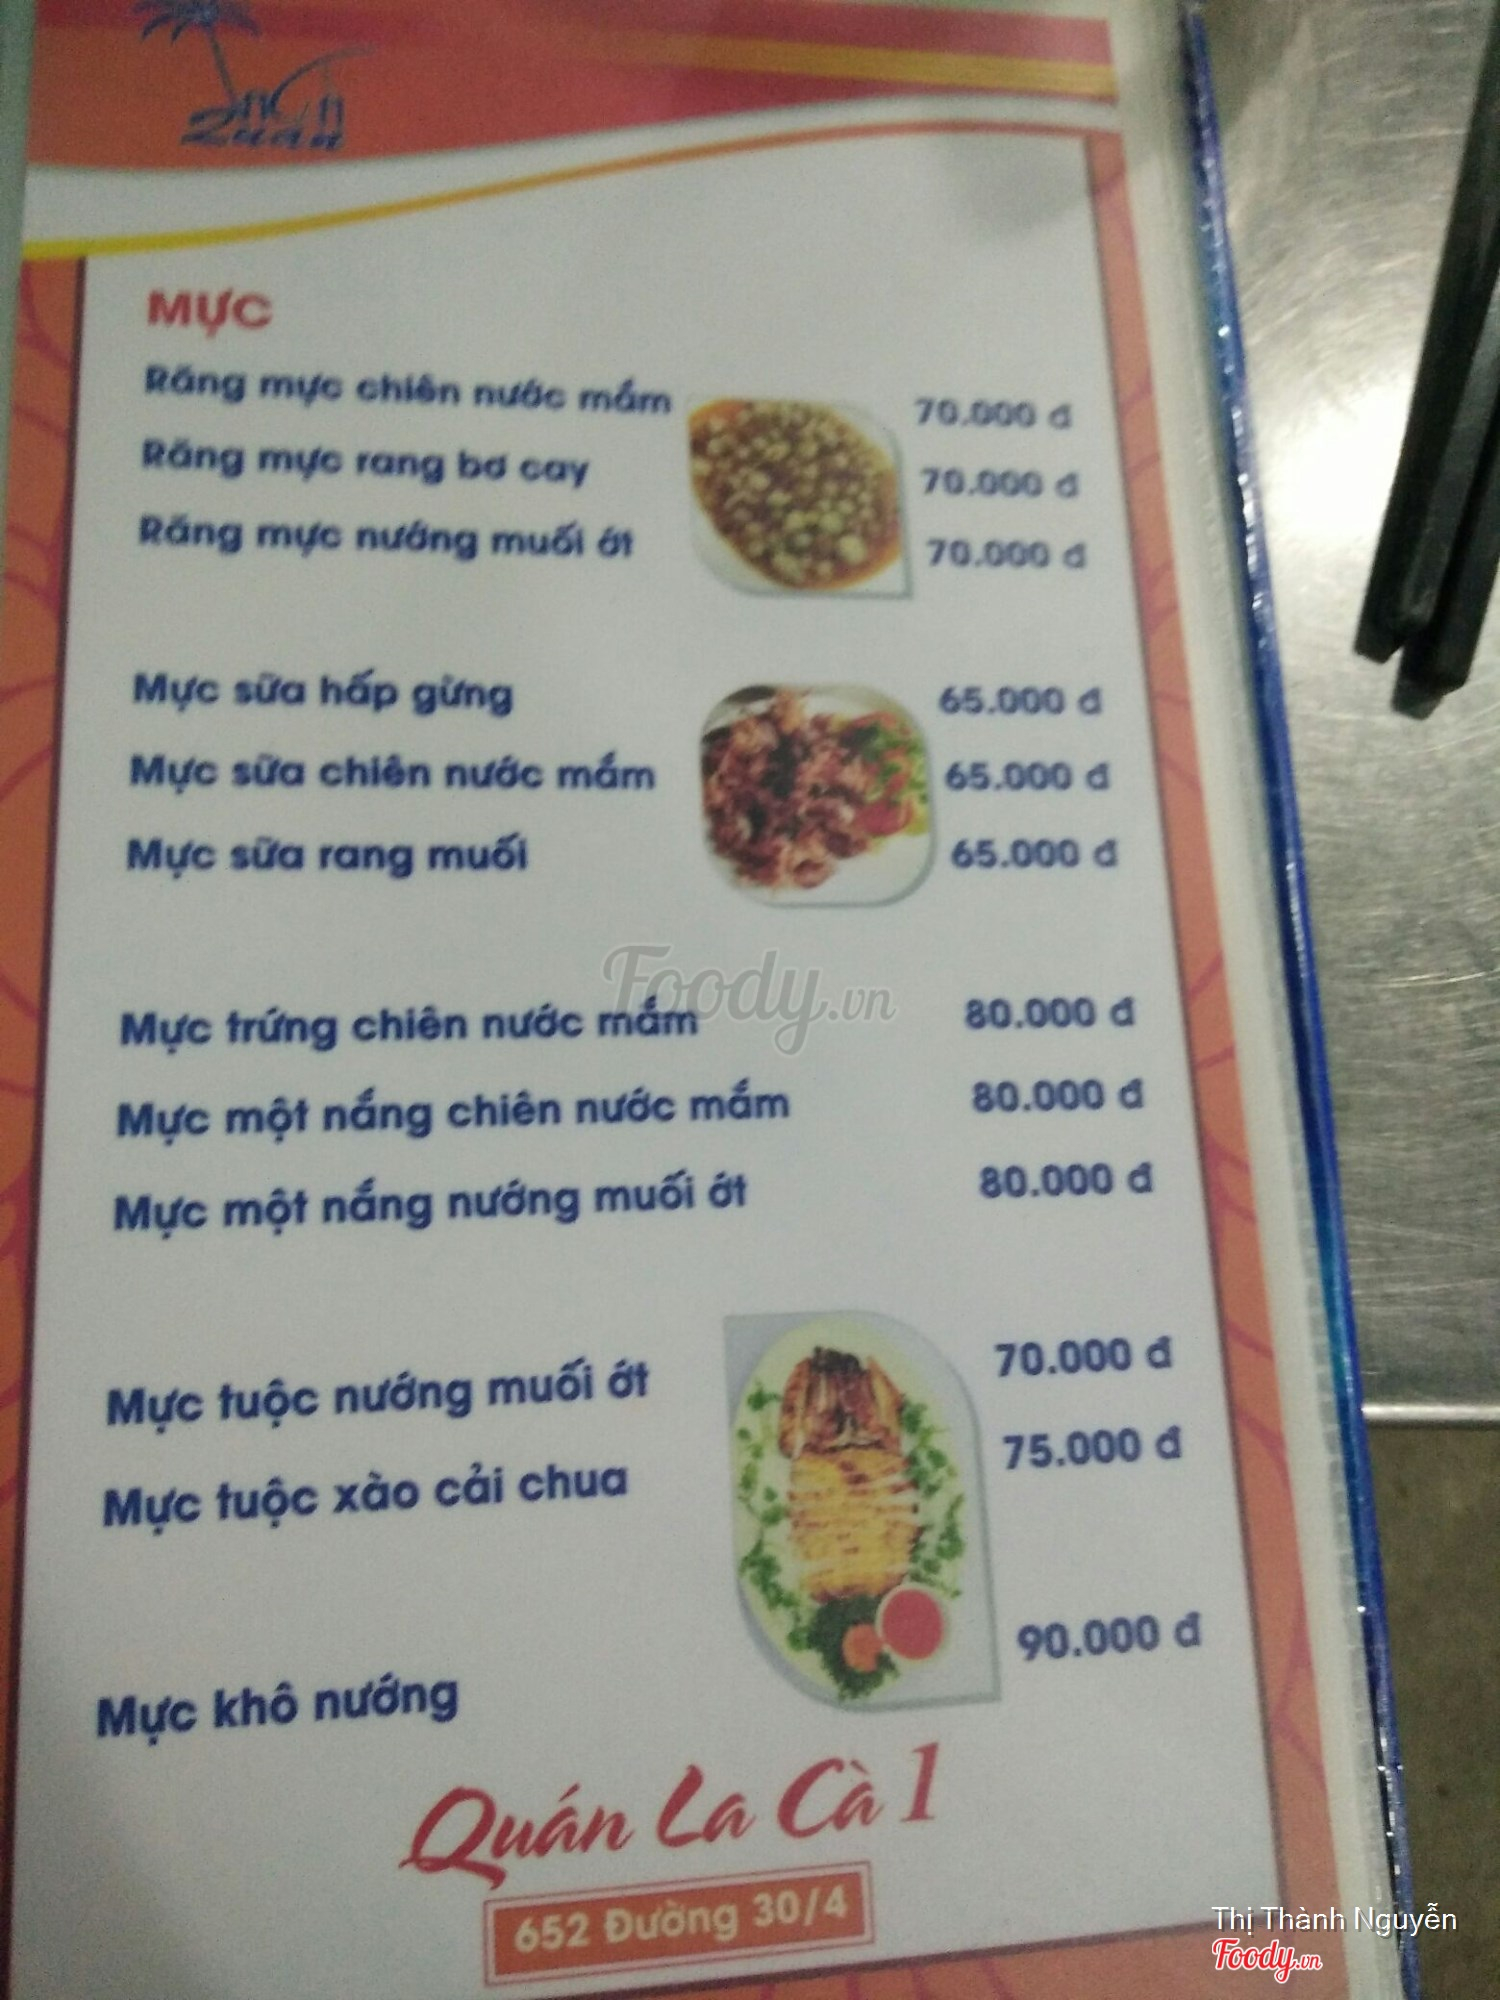 Quán
MỰC
Răng mực chiên nước mắm 70.000 đ
Răng mực rang bơ cay 70.000 đ
Răng mực nướng muối ớt 70.000 đ
Mực sữa hấp gừng 65.000 đ
Mực sữa chiên nước mắm 65.000 đ
Mực sữa rang muối 65.000 đ
Foody.vn
Mực trứng chiên nước mắm 80.000 đ
Mực một nắng chiên nước mắm 80.000 đ
Mực một nắng nướng muối ớt 80.000 đ
Mực tuộc nướng muối ớt 70.000 đ
Mực tuộc xào cải chua 75.000 đ
Mực khô nướng 90.000 đ
Quán La Cà 1
652 Đường 30/4
Thị Thành Nguyễn
Foody.vn